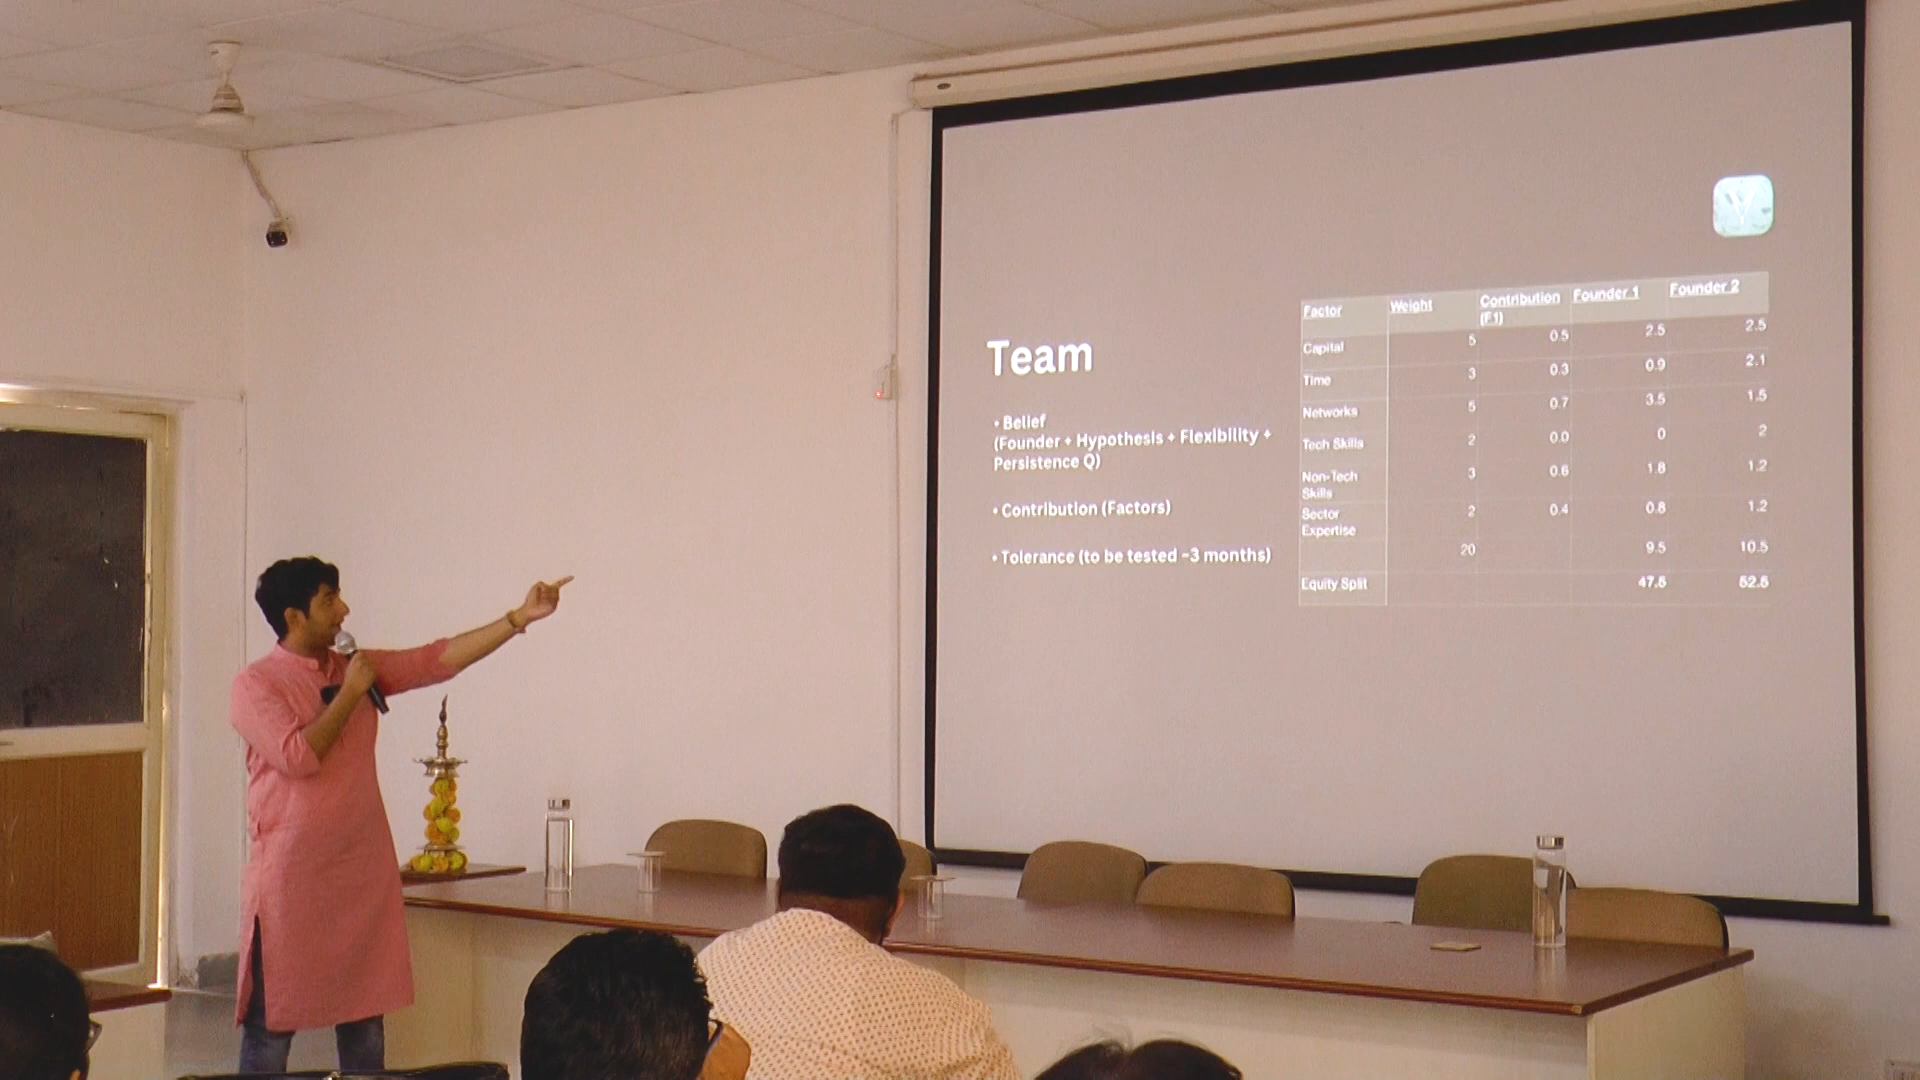 Team
• Belief
(Founder + Hypothesis + Flexibility +
Persistence Q)
• Contribution (Factors)
• Tolerance (to be tested ~3 months)
Factor Weight Contribution (F1) Founder 1 Founder 2
Capital 5 0.5 2.5 2.5
Time 3 0.3 0.9 2.1
Networks 5 0.7 3.5 1.5
Tech Skills 2 0.0 0 2
Non-Tech Skills 3 0.6 1.8 1.2
Sector Expertise 2 0.4 0.8 1.2
20 9.5 10.5
Equity Split 47.5 52.5